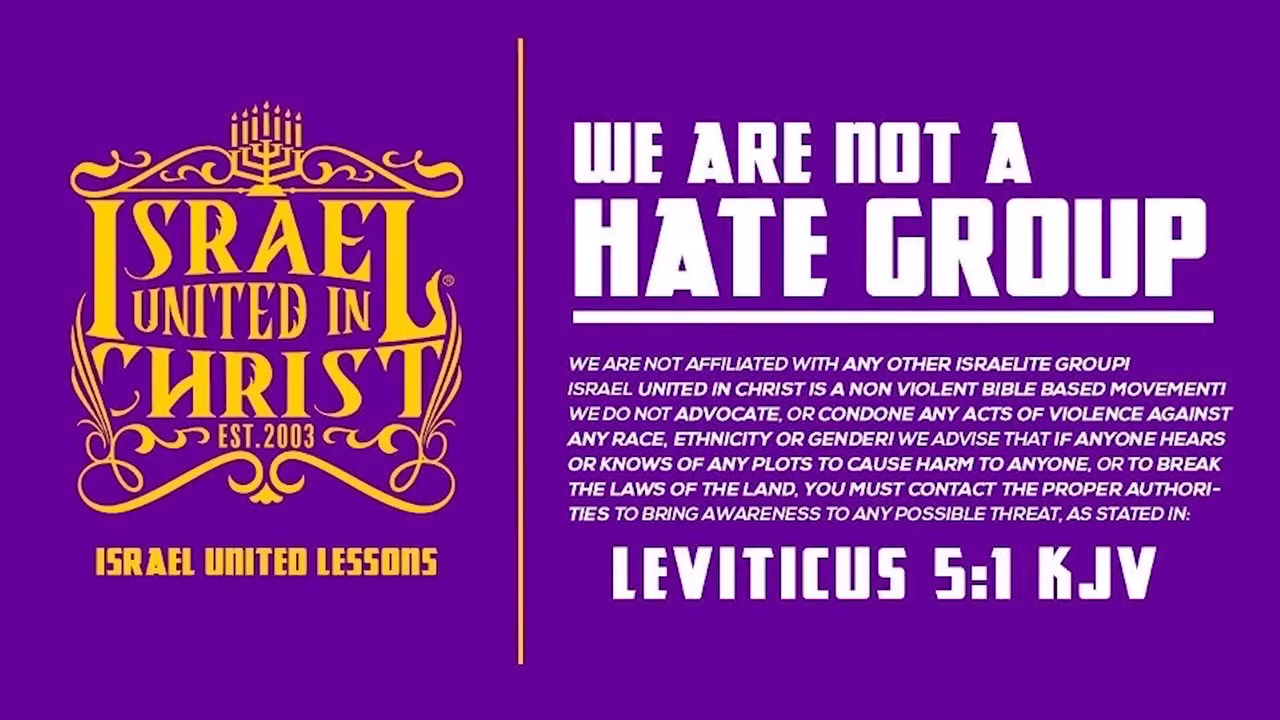 ISRAEL
UNITED IN
CHRIST
EST.2003
®
ISRAEL UNITED LESSONS
WE ARE NOT A
HATE GROUP
WE ARE NOT AFFILIATED WITH ANY OTHER ISRAELITE GROUP!
ISRAEL UNITED IN CHRIST IS A NON VIOLENT BIBLE BASED MOVEMENT!
WE DO NOT ADVOCATE, OR CONDONE ANY ACTS OF VIOLENCE AGAINST
ANY RACE, ETHNICITY OR GENDER! WE ADVISE THAT IF ANYONE HEARS
OR KNOWS OF ANY PLOTS TO CAUSE HARM TO ANYONE, OR TO BREAK
THE LAWS OF THE LAND, YOU MUST CONTACT THE PROPER AUTHORI-
TIES TO BRING AWARENESS TO ANY POSSIBLE THREAT, AS STATED IN:
LEVITICUS 5:1 KJV